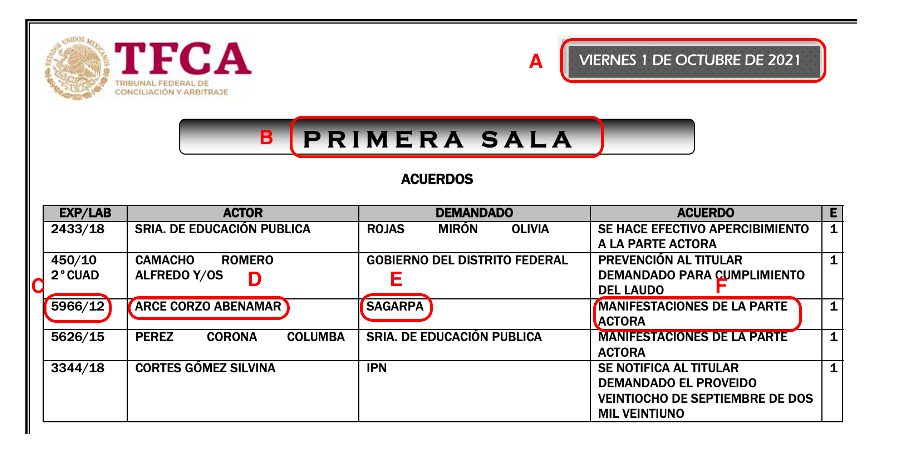 ESTADOS UNIDOS MEXICANOS
TFCA
TRIBUNAL FEDERAL DE
CONCILIACIÓN Y ARBITRAJE
A
VIERNES 1 DE OCTUBRE DE 2021
B
PRIMERA SALA
ACUERDOS
EXP/LAB ACTOR DEMANDADO ACUERDO E
2433/18 SRIA. DE EDUCACIÓN PUBLICA ROJAS MIRÓN OLIVIA SE HACE EFECTIVO APERCIBIMIENTO 1
A LA PARTE ACTORA
450/10 CAMACHO ROMERO GOBIERNO DEL DISTRITO FEDERAL PREVENCIÓN AL TITULAR 1
2°CUAD ALFREDO Y/OS DEMANDADO PARA CUMPLIMIENTO
DEL LAUDO
C D E F
5966/12 ARCE CORZO ABENAMAR SAGARPA MANIFESTACIONES DE LA PARTE 1
ACTORA
5626/15 PEREZ CORONA COLUMBA SRIA. DE EDUCACIÓN PUBLICA MANIFESTACIONES DE LA PARTE 1
ACTORA
3344/18 CORTES GÓMEZ SILVINA IPN SE NOTIFICA AL TITULAR 1
DEMANDADO EL PROVEIDO
VEINTIOCHO DE SEPTIEMBRE DE DOS
MIL VEINTIUNO